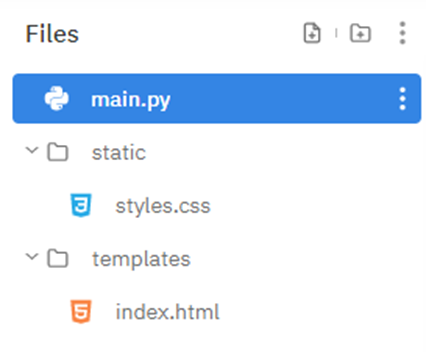 Files
main.py
static
styles.css
templates
index.html